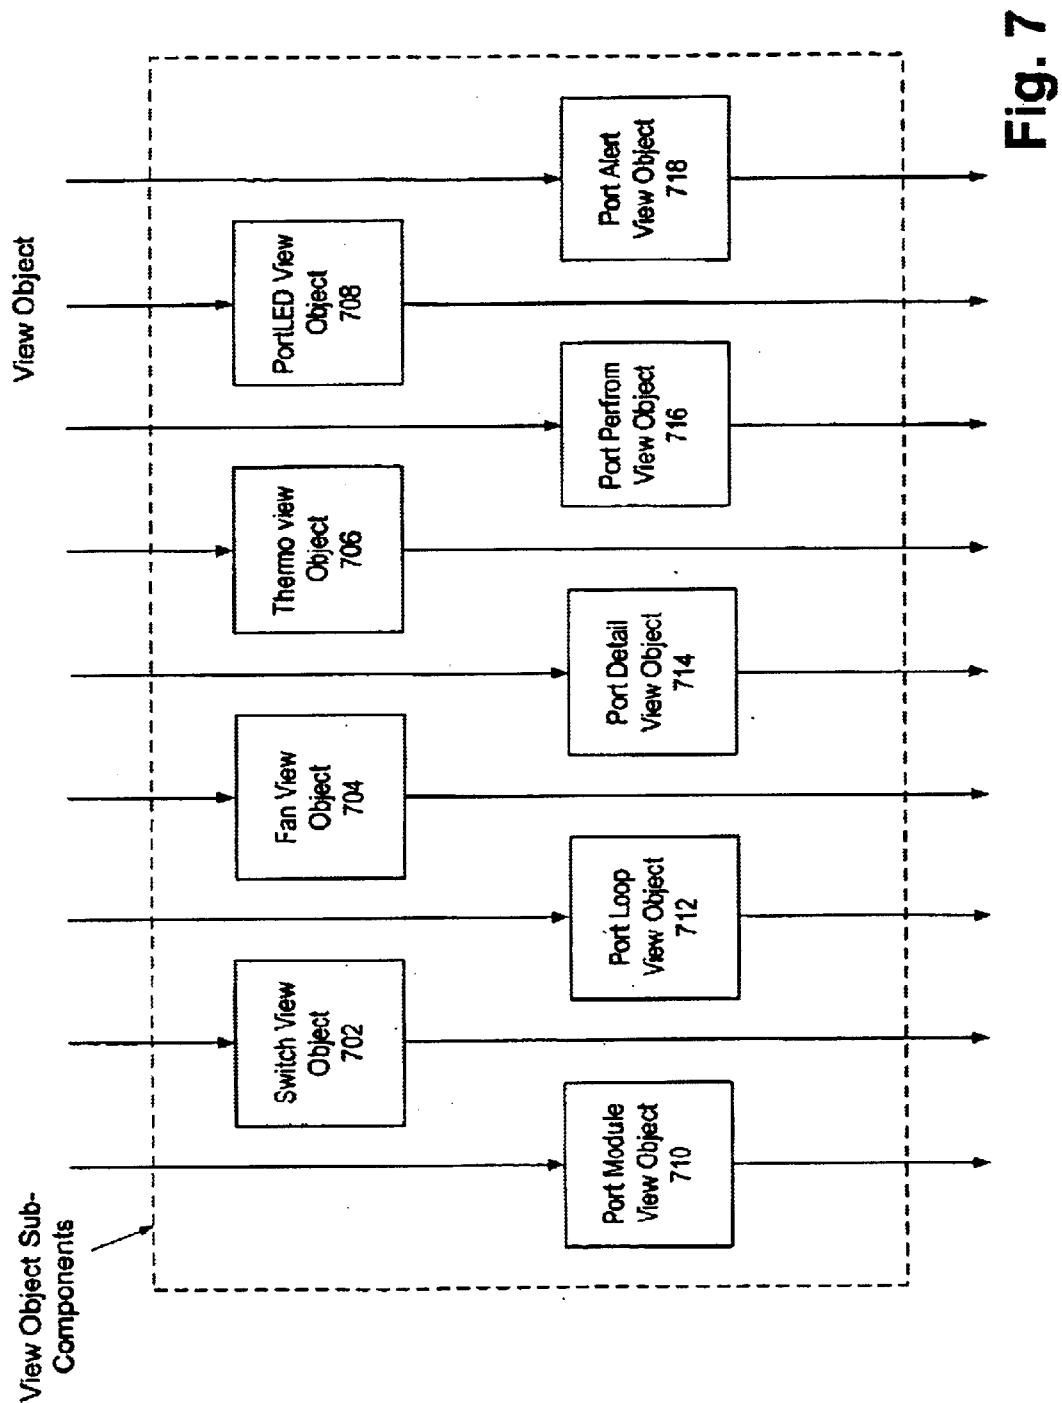 View Object
View Object Sub-
Components
Switch View
Object
702
Fan View
Object
704
Thermo view
Object
706
PortLED View
Object
708
Port Module
View Object
710
Port Loop
View Object
712
Port Detail
View Object
714
Port Perfrom
View Object
716
Port Alert
View Object
718
Fig. 7